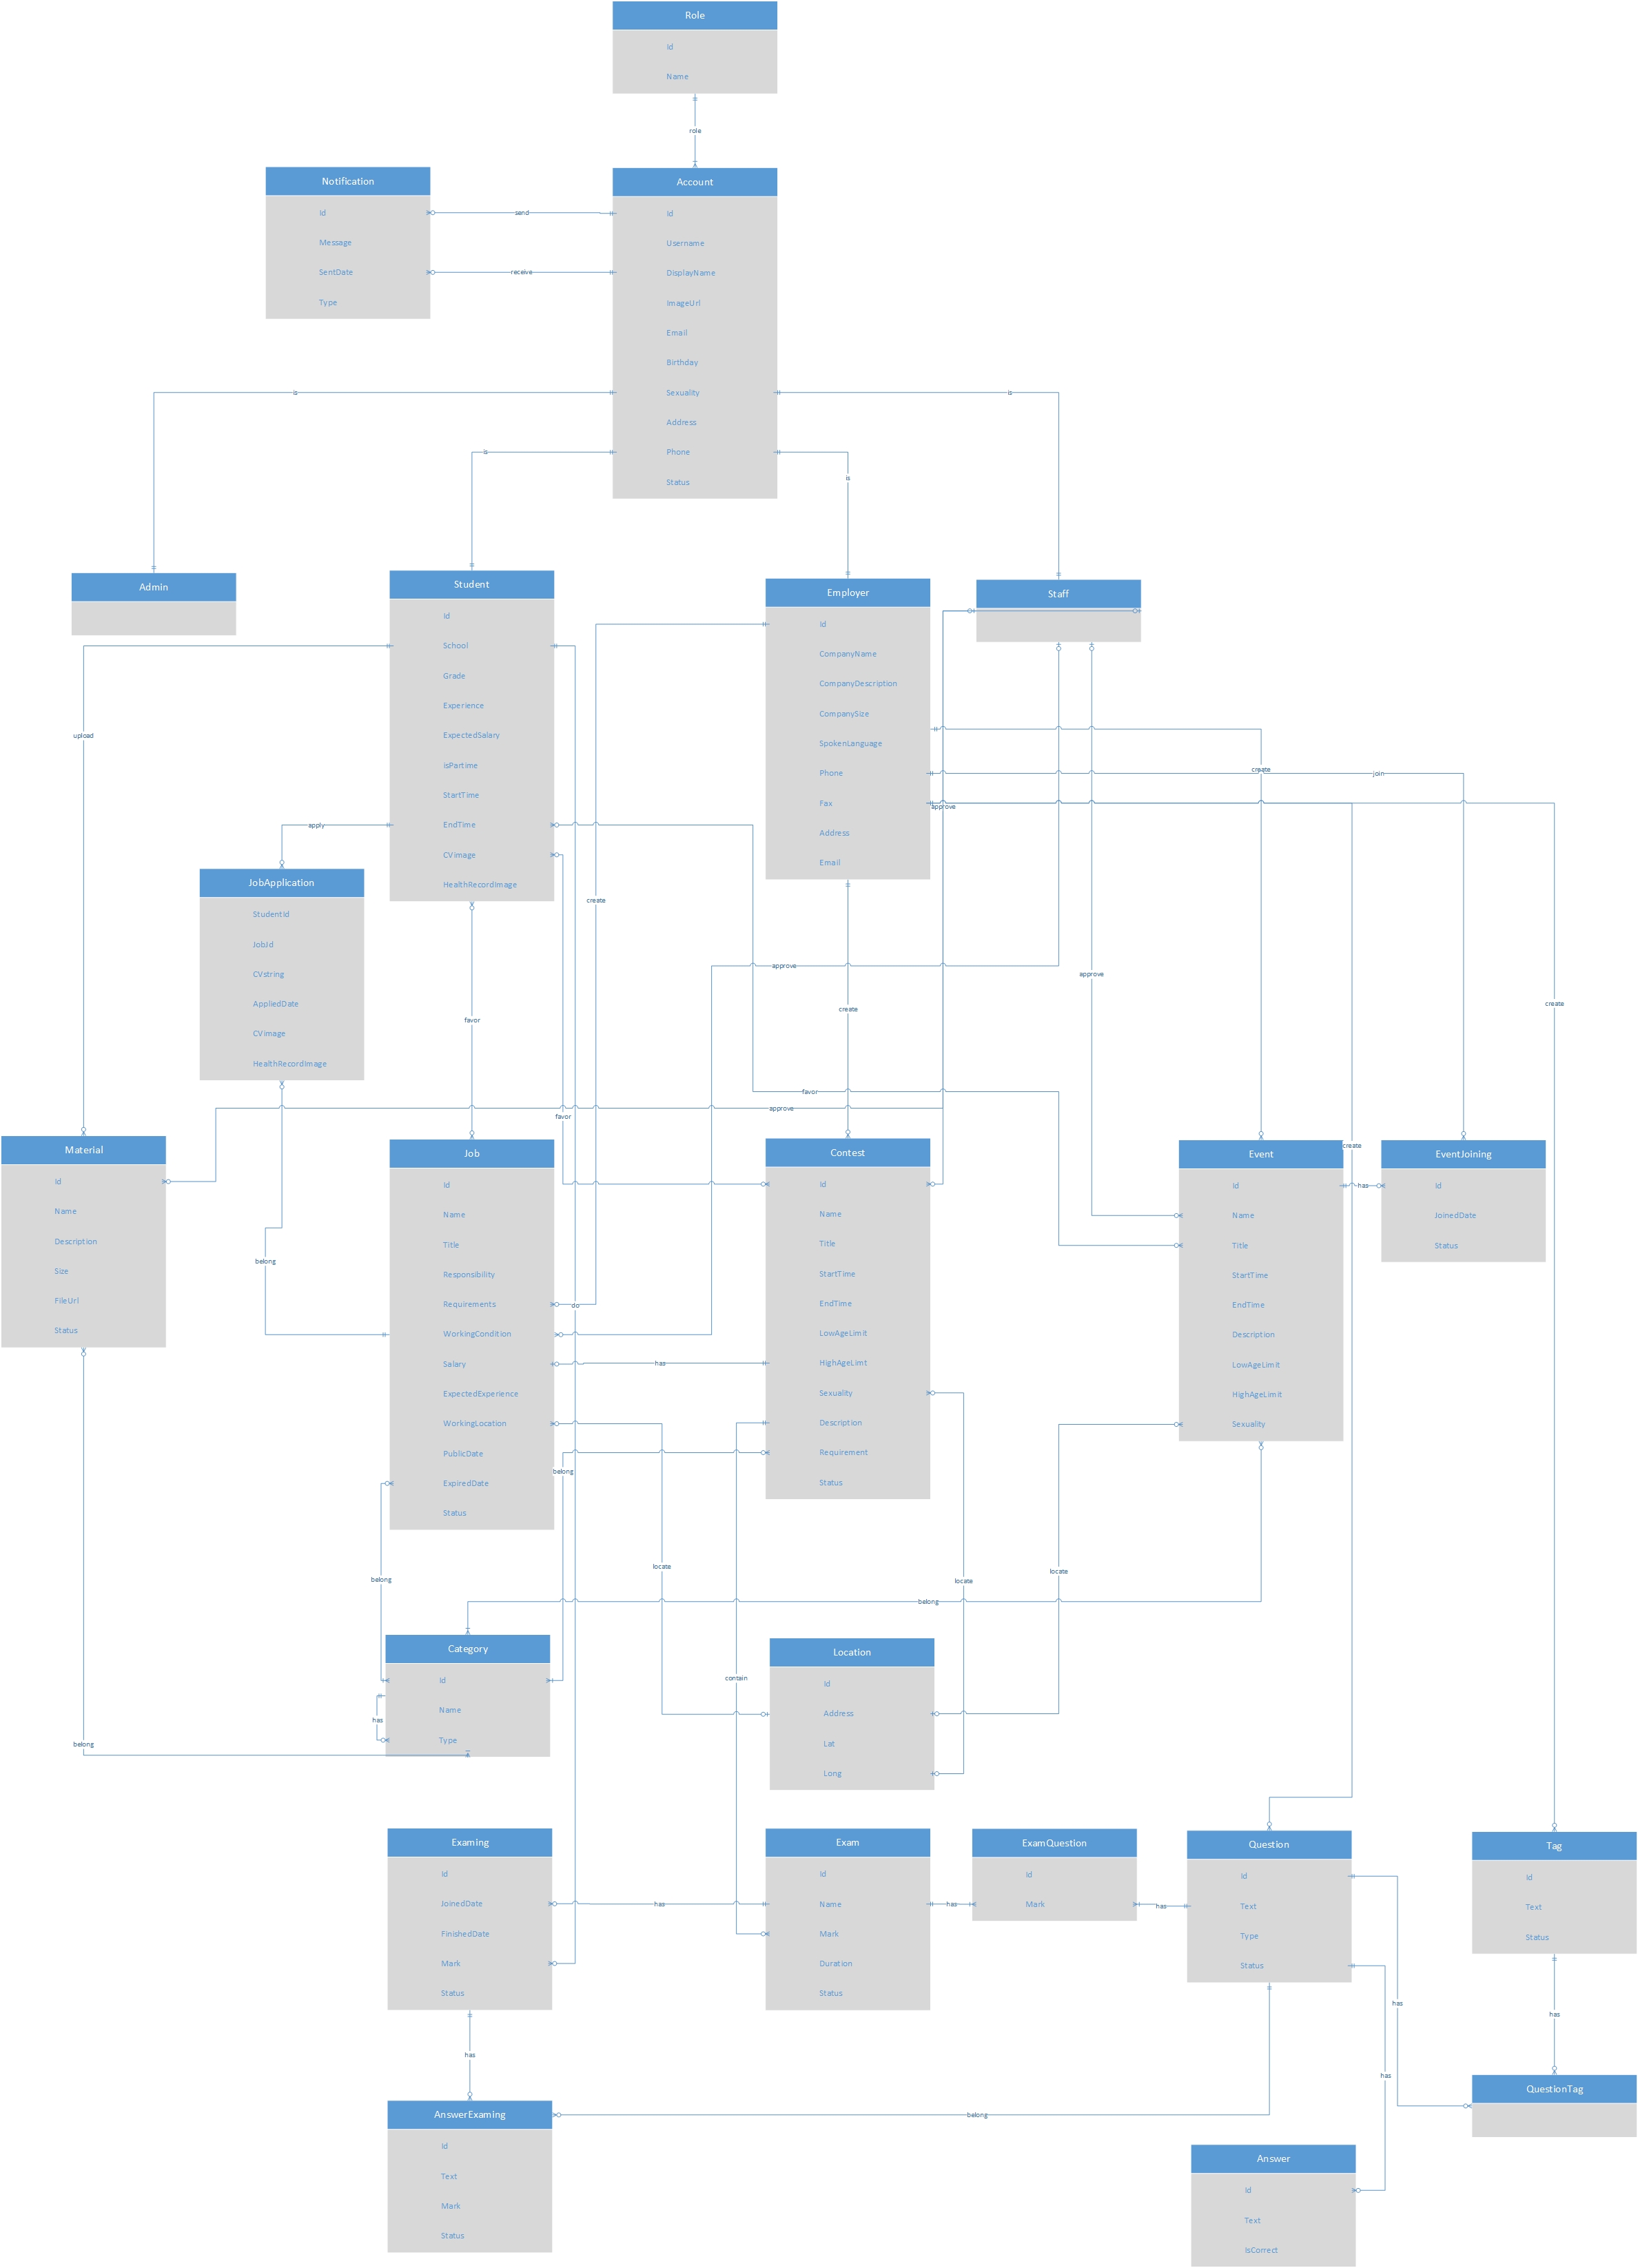 Role
Id
Name
role
Notification
Id
Message
SentDate
Type
send
receive
Account
Id
Username
DisplayName
ImageUrl
Email
Birthday
Sexuality
Address
Phone
Status
is
is
is
is
Admin
Student
Id
School
Grade
Experience
ExpectedSalary
isPartime
StartTime
EndTime
CVimage
HealthRecordImage
Employer
Id
CompanyName
CompanyDescription
CompanySize
SpokenLanguage
Phone
Fax
Address
Email
Staff
upload
apply
create
create
join
approve
JobApplication
StudentId
JobId
CVstring
AppliedDate
CVimage
HealthRecordImage
favor
approve
create
approve
create
favor
favor
approve
create
Material
Id
Name
Description
Size
FileUrl
Status
belong
Job
Id
Name
Title
Responsibility
Requirements
WorkingCondition
Salary
ExpectedExperience
WorkingLocation
PublicDate
ExpiredDate
Status
do
has
Contest
Id
Name
Title
StartTime
EndTime
LowAgeLimit
HighAgeLimt
Sexuality
Description
Requirement
Status
Event
Id
Name
Title
StartTime
EndTime
Description
LowAgeLimit
HighAgeLimit
Sexuality
has
EventJoining
Id
JoinedDate
Status
belong
belong
locate
locate
locate
belong
Category
Id
Name
Type
has
belong
contain
Location
Id
Address
Lat
Long
Examing
Id
JoinedDate
FinishedDate
Mark
Status
has
Exam
Id
Name
Mark
Duration
Status
has
ExamQuestion
Id
Mark
has
Question
Id
Text
Type
Status
Tag
Id
Text
Status
has
has
has
has
AnswerExaming
Id
Text
Mark
Status
belong
QuestionTag
Answer
Id
Text
IsCorrect